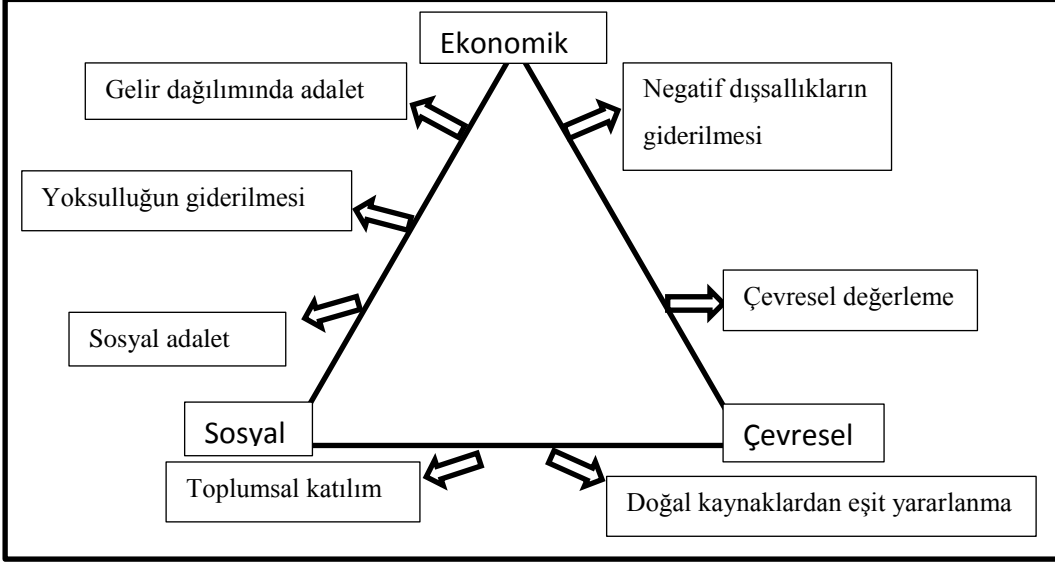 Ekonomik
Gelir dağılımında adalet
Negatif dışsallıkların
giderilmesi
Yoksulluğun giderilmesi
Çevresel değerleme
Sosyal adalet
Sosyal
Çevresel
Toplumsal katılım
Doğal kaynaklardan eşit yararlanma